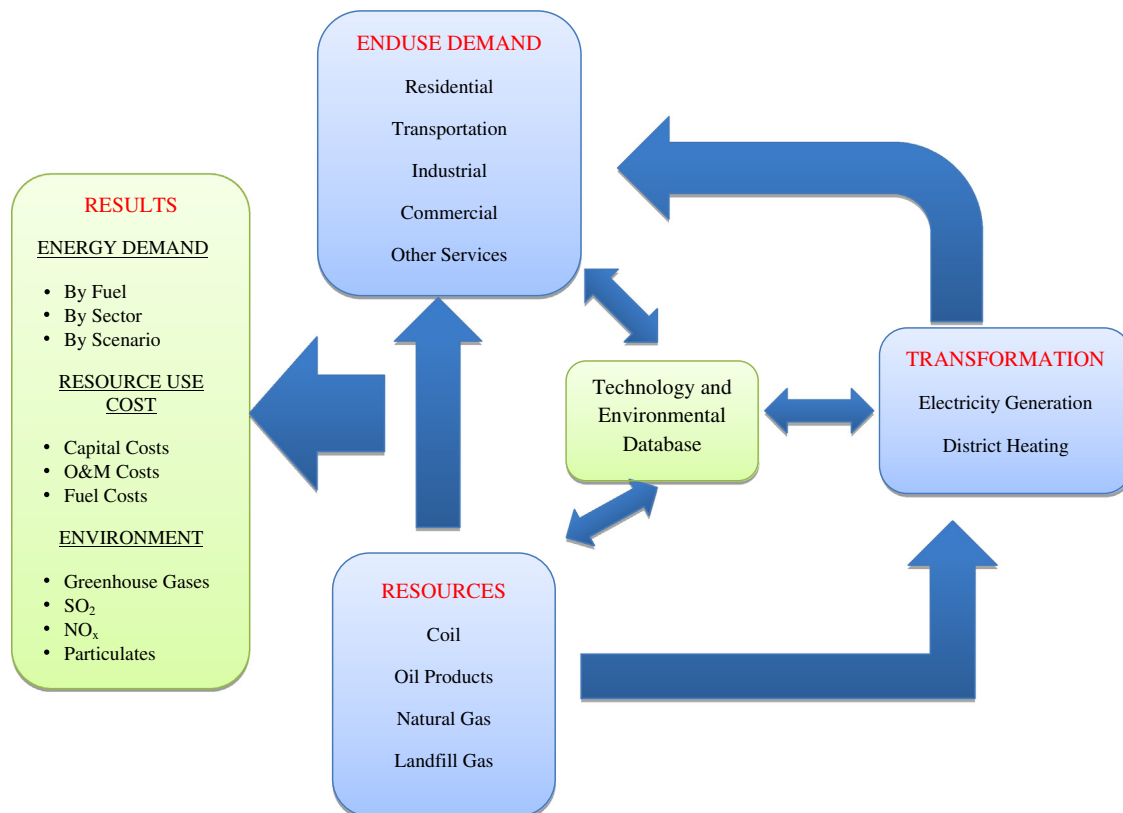 ENDUSE DEMAND
Residential
Transportation
Industrial
Commercial
Other Services
RESULTS
ENERGY DEMAND
• By Fuel
• By Sector
• By Scenario
RESOURCE USE
COST
• Capital Costs
• O&M Costs
• Fuel Costs
ENVIRONMENT
• Greenhouse Gases
• SO₂
• NOₓ
• Particulates
Technology and
Environmental
Database
TRANSFORMATION
Electricity Generation
District Heating
RESOURCES
Coil
Oil Products
Natural Gas
Landfill Gas